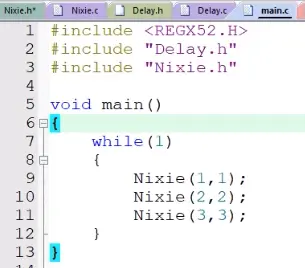 Nixie.h* Nixie.c Delay.h Delay.c main.c
1 #include <REGX52.H>
2 #include "Delay.h"
3 #include "Nixie.h"
4
5 void main()
6 {
7 while(1)
8 {
9 Nixie(1,1);
10 Nixie(2,2);
11 Nixie(3,3);
12 }
13 }
14